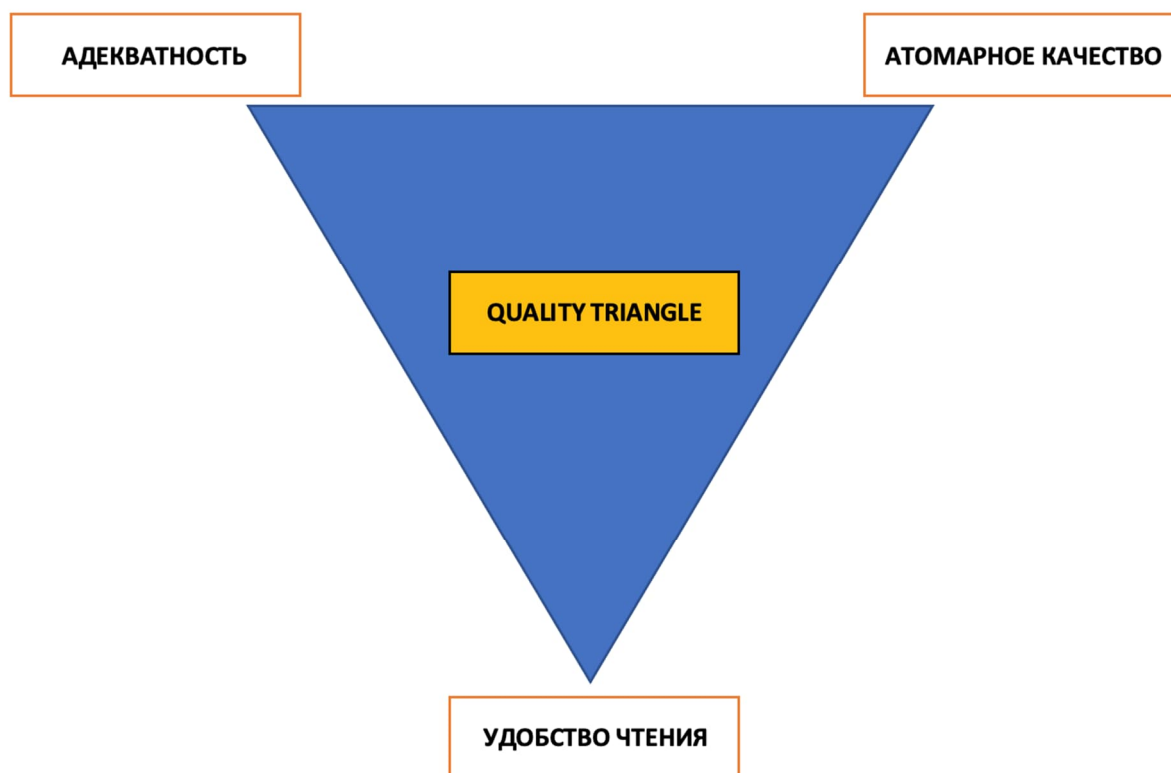 АДЕКВАТНОСТЬ
АТОМАРНОЕ КАЧЕСТВО
QUALITY TRIANGLE
УДОБСТВО ЧТЕНИЯ